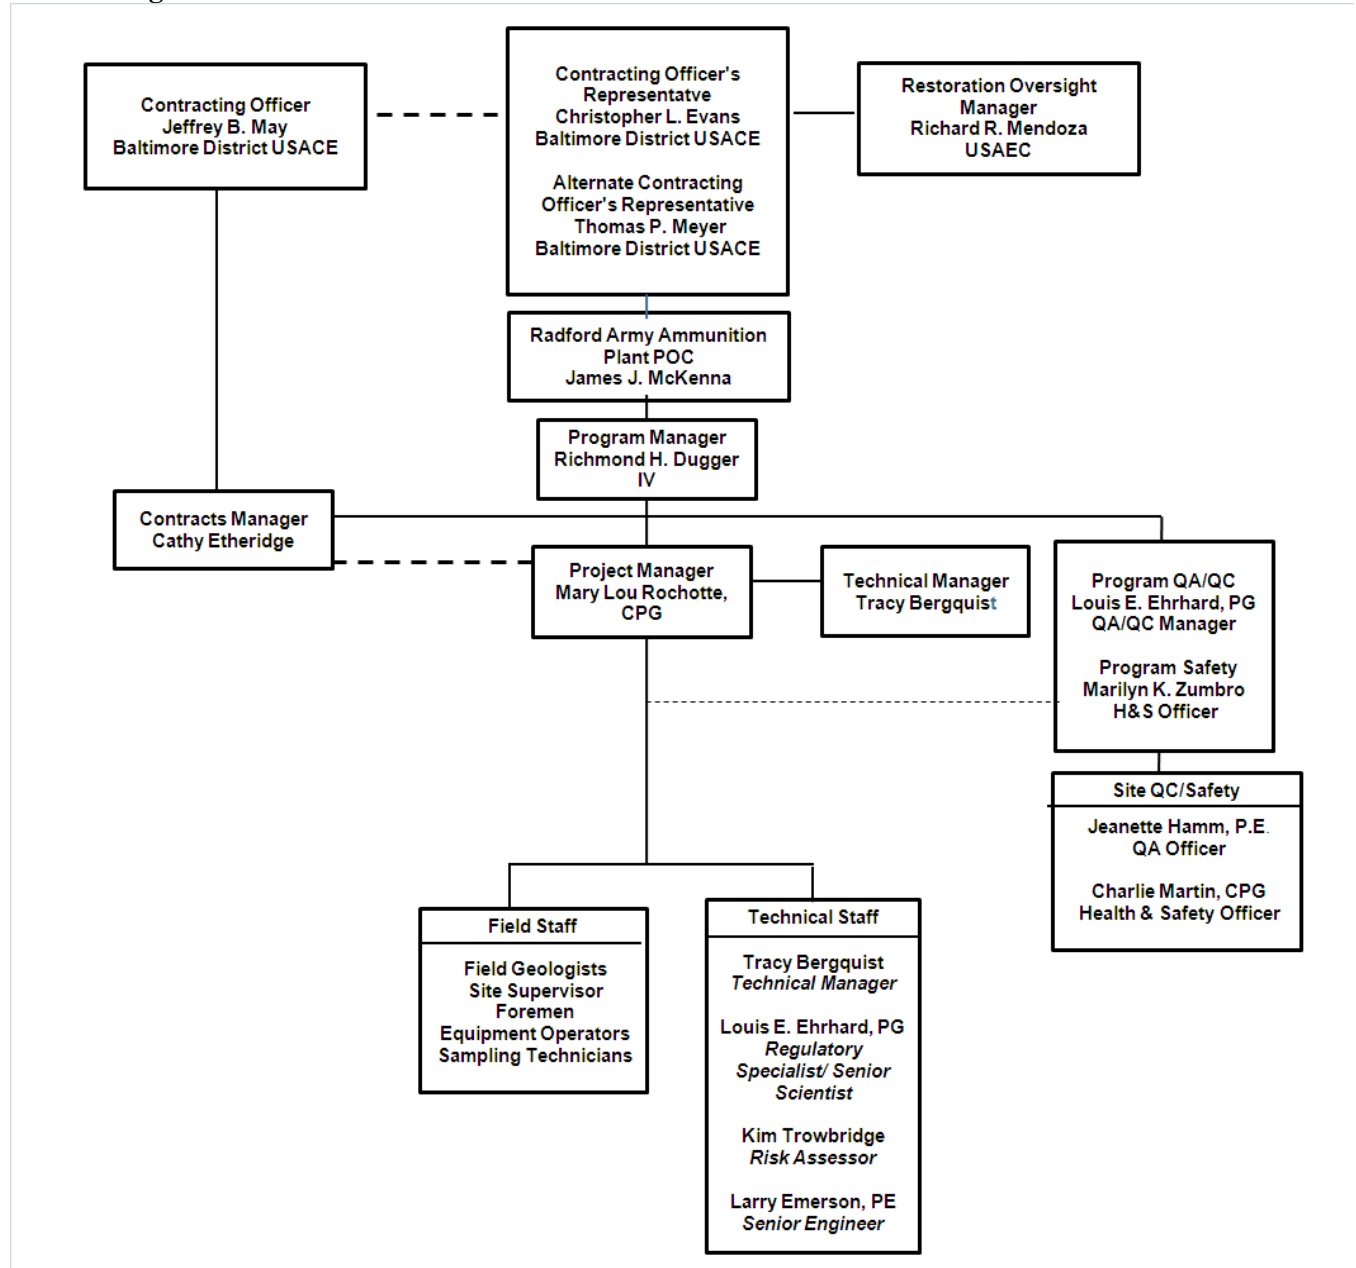 Contracting Officer
Jeffrey B. May
Baltimore District USACE
Contracting Officer's
Representatve
Christopher L. Evans
Baltimore District USACE
Alternate Contracting
Officer's Representative
Thomas P. Meyer
Baltimore District USACE
Restoration Oversight
Manager
Richard R. Mendoza
USAEC
Radford Army Ammunition
Plant POC
James J. McKenna
Program Manager
Richmond H. Dugger
IV
Contracts Manager
Cathy Etheridge
Project Manager
Mary Lou Rochotte,
CPG
Technical Manager
Tracy Bergquist
Program QA/QC
Louis E. Ehrhard, PG
QA/QC Manager
Program Safety
Marilyn K. Zumbro
H&S Officer
Site QC/Safety
Jeanette Hamm, P.E.
QA Officer
Charlie Martin, CPG
Health & Safety Officer
Field Staff
Field Geologists
Site Supervisor
Foremen
Equipment Operators
Sampling Technicians
Technical Staff
Tracy Bergquist
Technical Manager
Louis E. Ehrhard, PG
Regulatory
Specialist/ Senior
Scientist
Kim Trowbridge
Risk Assessor
Larry Emerson, PE
Senior Engineer